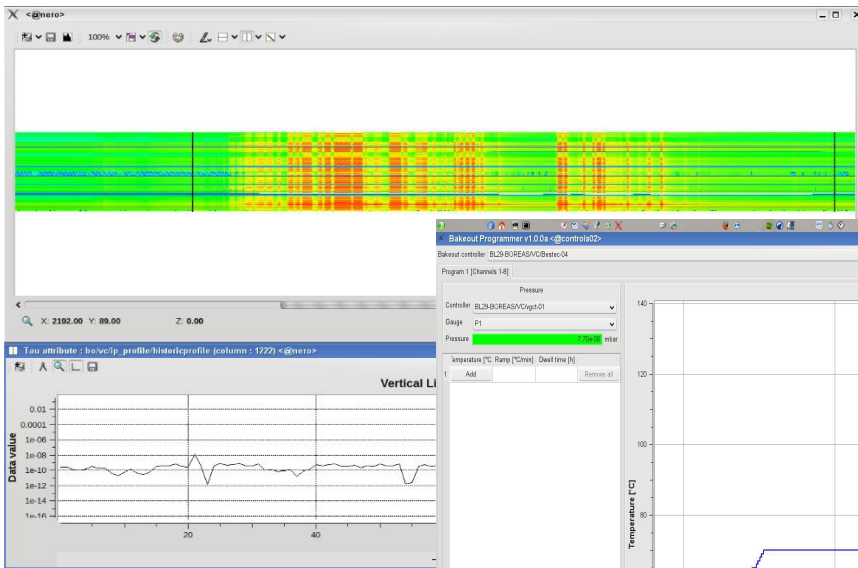 <@nero>
100%
X: 2192.00 Y: 89.00 Z: 0.00
Tau attribute : bo/vc/ip_profile/historicprofile (column : 1222) <@nero>
Vertical Li
Data value
0.01
0.0001
1e-06
1e-08
1e-10
1e-12
1e-14
1e-16
20
40
Bakeout Programmer v1.0.0a <@controls02>
Bakeout controller BL29-BOREAS/VC/Bestec-04
Program 1 [Channels 1-8]
Pressure
Controller BL29-BOREAS/VC/vgct-01
Gauge P1
Pressure 7.70e-06 mbar
Temperature [°C Ramp [°C/min] Dwell time [h]
1 Add Remove all
Temperature [°C]
140
120
100
80